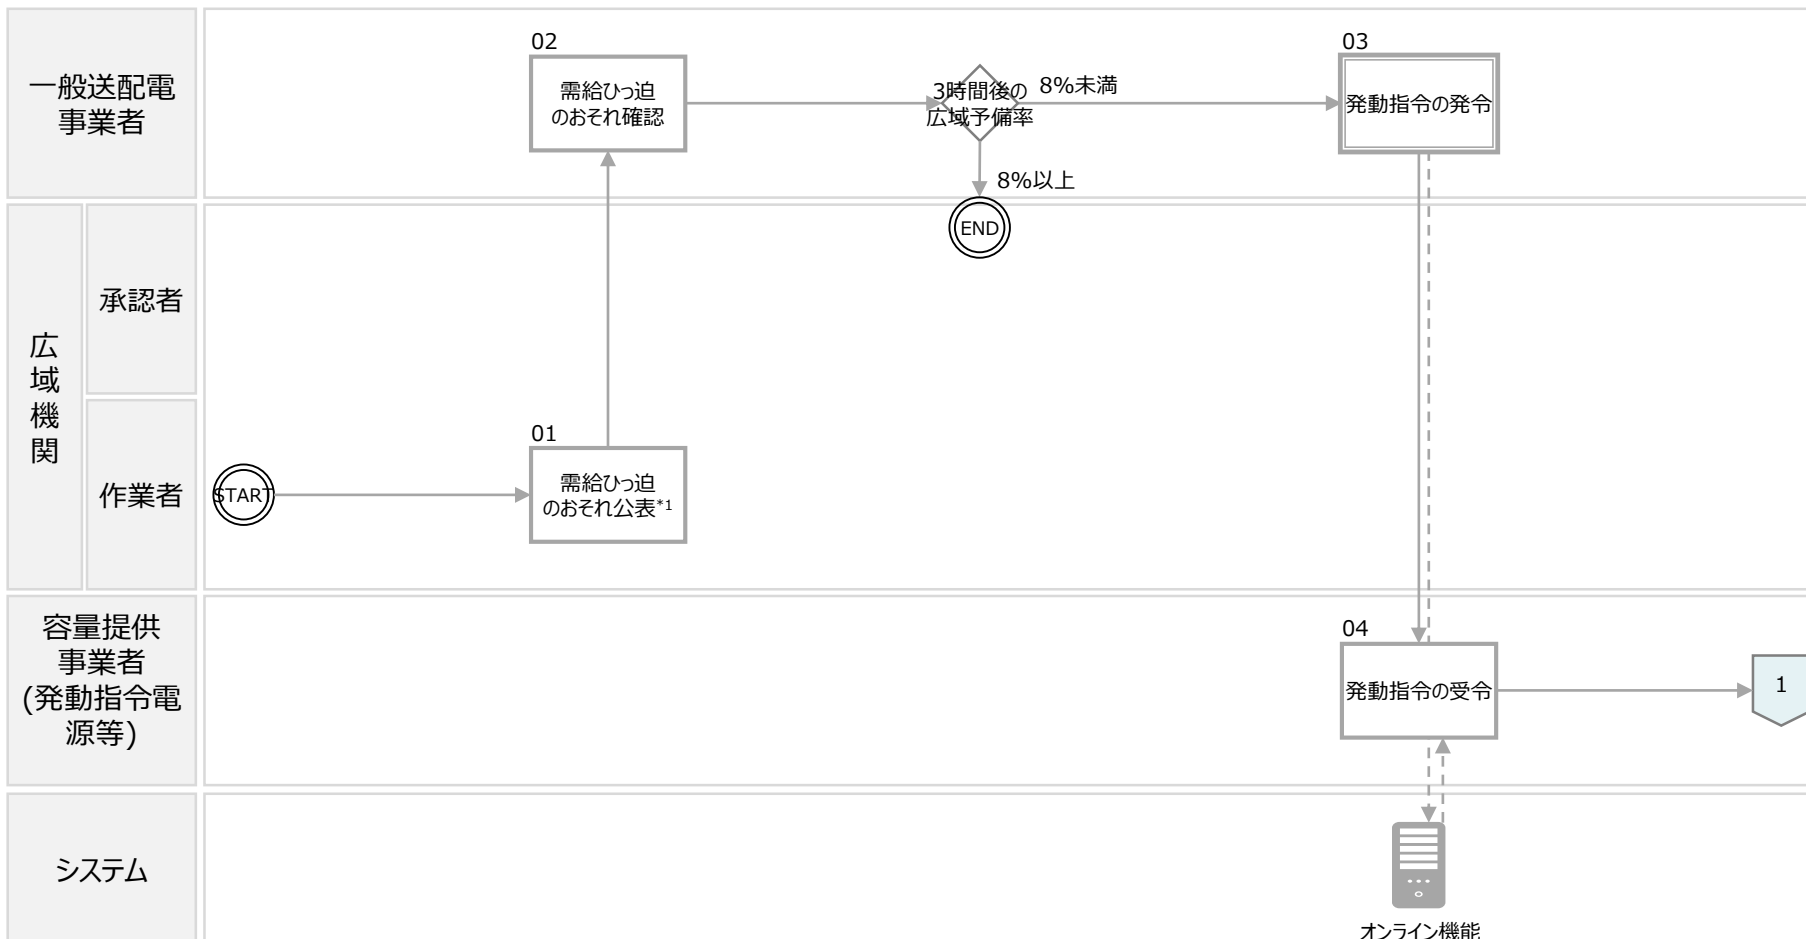 一般送配電
事業者
02
需給ひっ迫
のおそれ確認
3時間後の
広域予備率
8%未満
8%以上
END
03
発動指令の発令
広
域
機
関
承認者
作業者
START
01
需給ひっ迫
のおそれ公表*1
容量提供
事業者
(発動指令電
源等)
04
発動指令の受令
1
システム
オンライン機能